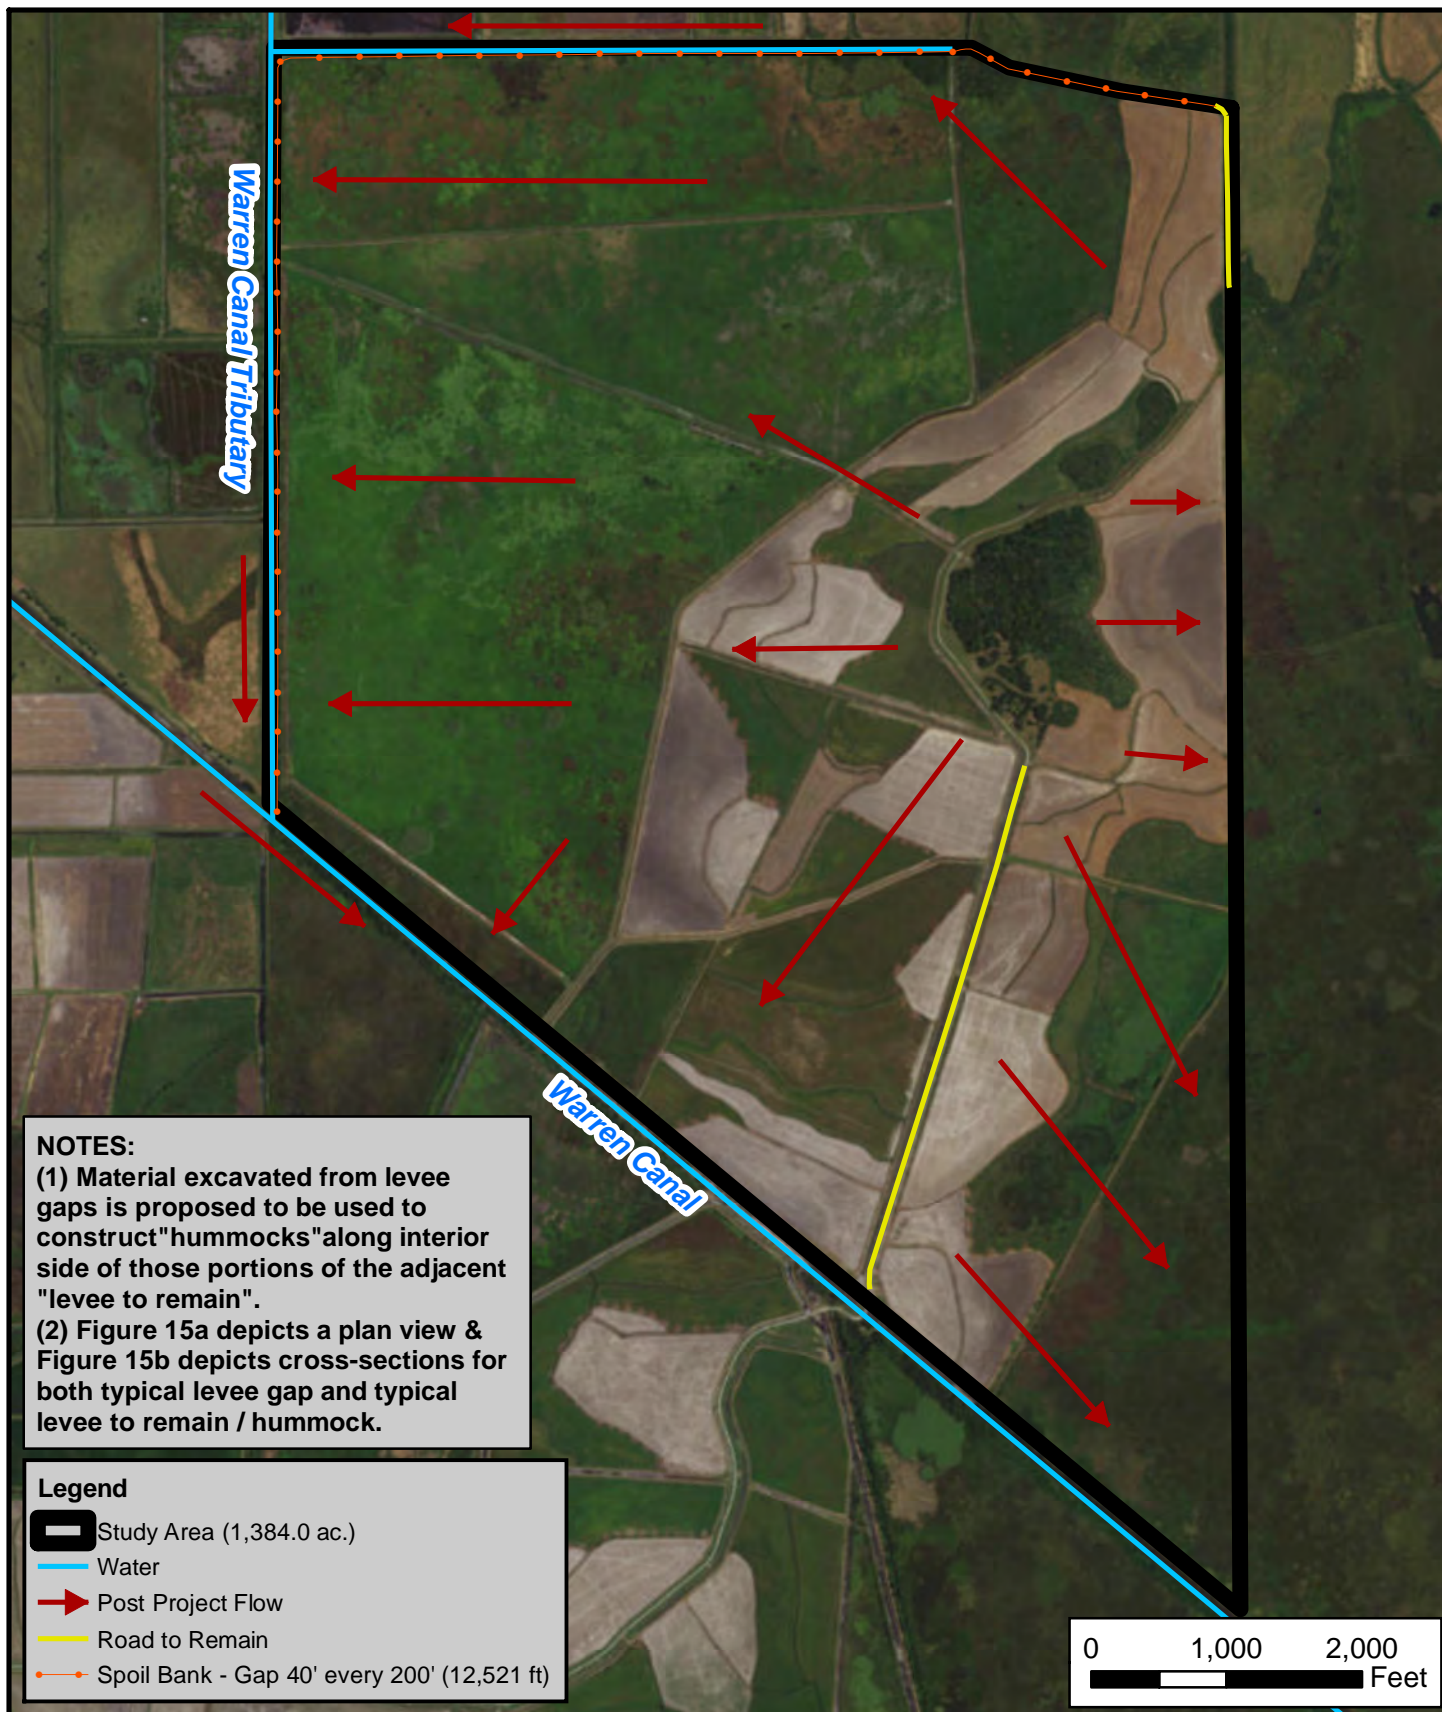 Warren Canal Tributary
Warren Canal
NOTES:
(1) Material excavated from levee
gaps is proposed to be used to
construct"hummocks"along interior
side of those portions of the adjacent
"levee to remain".
(2) Figure 15a depicts a plan view &
Figure 15b depicts cross-sections for
both typical levee gap and typical
levee to remain / hummock.
Legend
Study Area (1,384.0 ac.)
Water
Post Project Flow
Road to Remain
Spoil Bank - Gap 40' every 200' (12,521 ft)
0 1,000 2,000
Feet